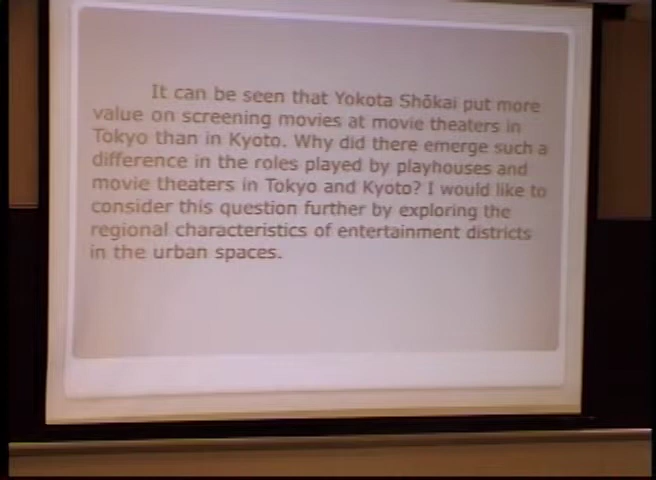 It can be seen that Yokota Shōkai put more
value on screening movies at movie theaters in
Tokyo than in Kyoto. Why did there emerge such a
difference in the roles played by playhouses and
movie theaters in Tokyo and Kyoto? I would like to
consider this question further by exploring the
regional characteristics of entertainment districts
in the urban spaces.